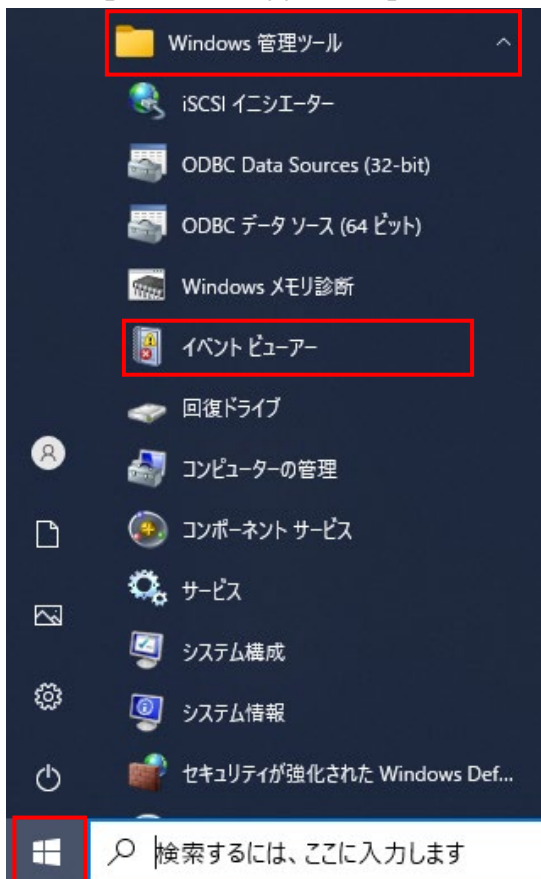 Windows 管理ツール
iSCSI イニシエーター
ODBC Data Sources (32-bit)
ODBC データ ソース (64 ビット)
Windows メモリ診断
イベント ビューアー
回復ドライブ
コンピューターの管理
コンポーネント サービス
サービス
システム構成
システム情報
セキュリティが強化された Windows Def...
検索するには、ここに入力します